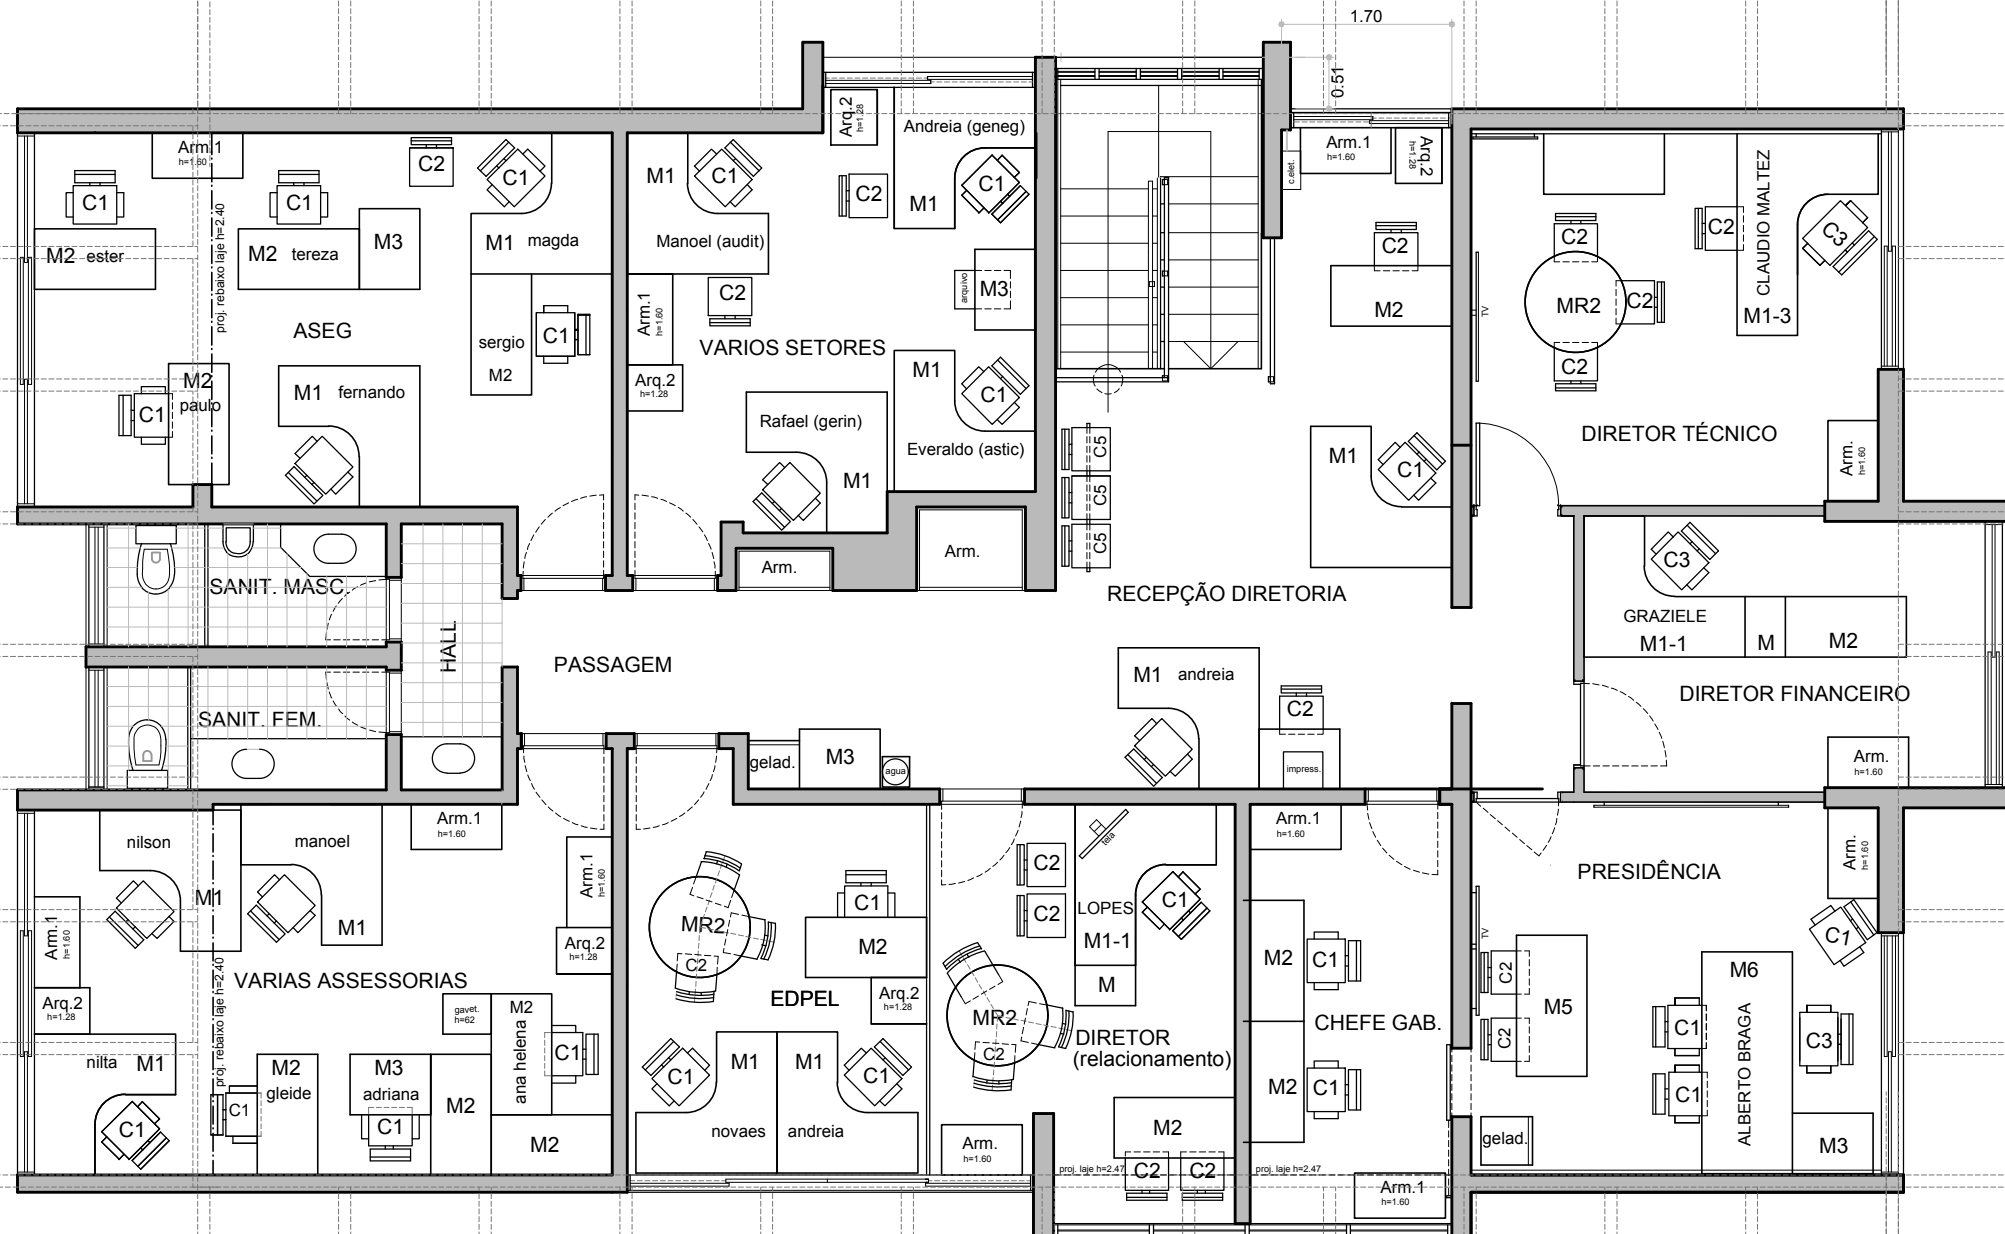 1.70
0.51
Arm.1
h=1.60
C2
C1
C1
C1
M2 ester
M2 tereza
M3
M1 magda
proj. rebaixo laje h=2.40
ASEG
sergio
M2
C1
M2
paulo
C1
M1 fernando
Arq.2
h=1.28
Andreia (geneg)
M1
C1
C2
C1
M1
Manoel (audit)
C2
Arm.1
h=1.60
arquivo
M3
VARIOS SETORES
Arq.2
h=1.28
M1
C1
Everaldo (astic)
Rafael (gerin)
M1
Arm.
Arm.
c.elet.
Arm.1
h=1.60
Arq.2
h=1.28
C2
M2
M1
C1
C5
C5
C5
RECEPÇÃO DIRETORIA
CLAUDIO MALTEZ
M1-3
C3
C2
C2
MR2
C2
C2
TV
DIRETOR TÉCNICO
Arm.
h=1.60
C3
GRAZIELE
M1-1
M
M2
DIRETOR FINANCEIRO
Arm.
h=1.60
SANIT. MASC.
HALL
SANIT. FEM.
PASSAGEM
gelad.
M3
agua
M1 andreia
C2
impress.
nilson
M1
manoel
M1
Arm.1
h=1.60
Arm.1
h=1.60
Arq.2
h=1.28
Arm.1
h=1.60
Arq.2
h=1.28
VARIAS ASSESSORIAS
proj. rebaixo laje h=2.40
nilta M1
C1
C1
M2
gleide
M3
adriana
C1
gavet.
h=62
M2
ana helena
C1
M2
M2
MR2
C2
C1
M2
Arq.2
h=1.28
EDPEL
C1
M1
M1
C1
novaes
andreia
C2
C2
tela
LOPES
M1-1
C1
M
MR2
C2
DIRETOR
(relacionamento)
Arm.
h=1.60
M2
proj. laje h=2.47
C2
C2
Arm.1
h=1.60
M2
C1
CHEFE GAB.
M2
C1
proj. laje h=2.47
Arm.1
h=1.60
PRESIDÊNCIA
Arm.
h=1.60
TV
C1
C2
C2
M5
M6
ALBERTO BRAGA
C1
C1
C3
M3
gelad.